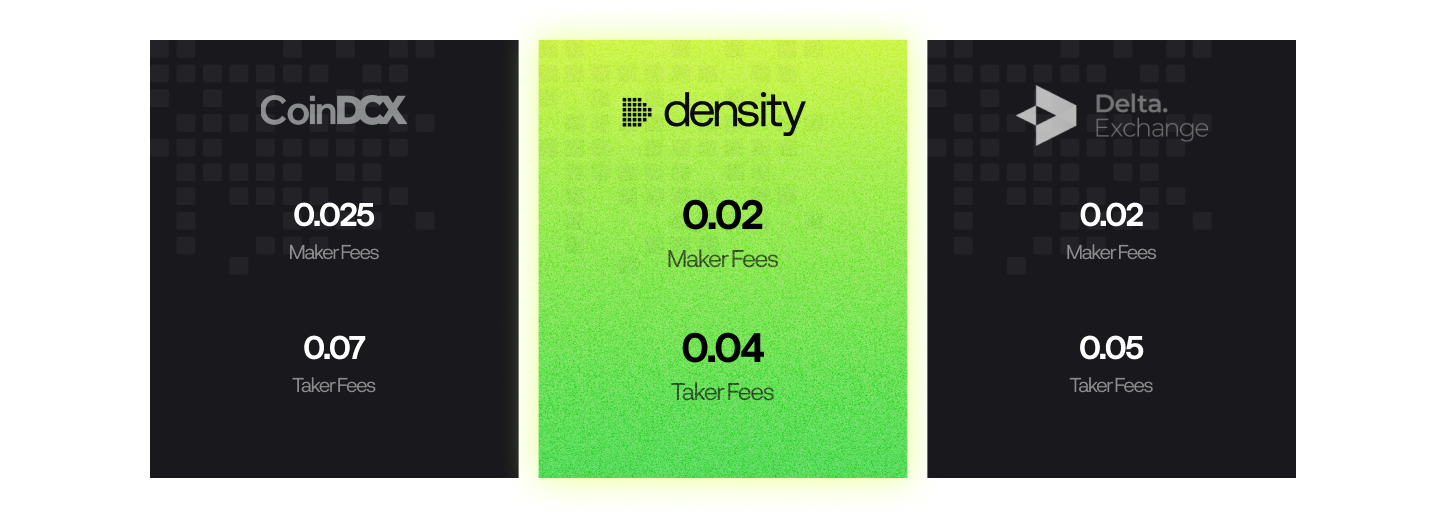 CoinDCX
0.025
Maker Fees
0.07
Taker Fees
density
0.02
Maker Fees
0.04
Taker Fees
Delta.
Exchange
0.02
Maker Fees
0.05
Taker Fees